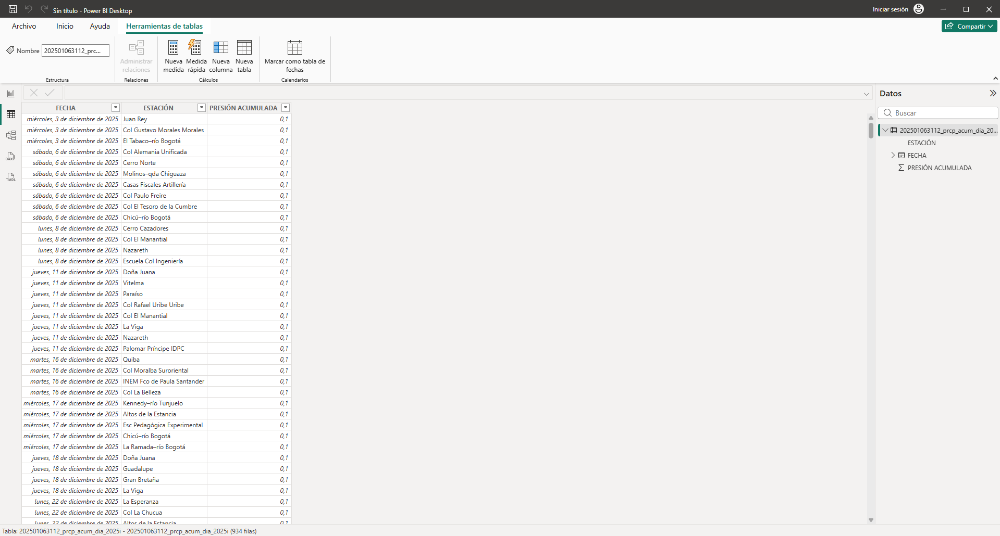 Sin título - Power BI Desktop
Iniciar sesión
Archivo Inicio Ayuda Herramientas de tablas
Compartir
Nombre 202501063112_prc...
Administrar relaciones
Nueva medida
Medida rápida
Nueva columna
Nueva tabla
Marcar como tabla de fechas
Estructura Relaciones Cálculos Calendarios
DAX
TMDL
FECHA ESTACIÓN PRESIÓN ACUMULADA
miércoles, 3 de diciembre de 2025 Juan Rey 0,1
miércoles, 3 de diciembre de 2025 Col Gustavo Morales Morales 0,1
miércoles, 3 de diciembre de 2025 El Tabaco–río Bogotá 0,1
sábado, 6 de diciembre de 2025 Col Alemania Unificada 0,1
sábado, 6 de diciembre de 2025 Cerro Norte 0,1
sábado, 6 de diciembre de 2025 Molinos–qda Chiguaza 0,1
sábado, 6 de diciembre de 2025 Casas Fiscales Artillería 0,1
sábado, 6 de diciembre de 2025 Col Paulo Freire 0,1
sábado, 6 de diciembre de 2025 Col El Tesoro de la Cumbre 0,1
sábado, 6 de diciembre de 2025 Chicú–río Bogotá 0,1
lunes, 8 de diciembre de 2025 Cerro Cazadores 0,1
lunes, 8 de diciembre de 2025 Col El Manantial 0,1
lunes, 8 de diciembre de 2025 Nazareth 0,1
lunes, 8 de diciembre de 2025 Escuela Col Ingeniería 0,1
jueves, 11 de diciembre de 2025 Doña Juana 0,1
jueves, 11 de diciembre de 2025 Vitelma 0,1
jueves, 11 de diciembre de 2025 Paraíso 0,1
jueves, 11 de diciembre de 2025 Col Rafael Uribe Uribe 0,1
jueves, 11 de diciembre de 2025 Col El Manantial 0,1
jueves, 11 de diciembre de 2025 La Viga 0,1
jueves, 11 de diciembre de 2025 Nazareth 0,1
jueves, 11 de diciembre de 2025 Palomar Príncipe IDPC 0,1
martes, 16 de diciembre de 2025 Quiba 0,1
martes, 16 de diciembre de 2025 Col Moralba Suroriental 0,1
martes, 16 de diciembre de 2025 INEM Fco de Paula Santander 0,1
martes, 16 de diciembre de 2025 Col La Belleza 0,1
miércoles, 17 de diciembre de 2025 Kennedy–río Tunjuelo 0,1
miércoles, 17 de diciembre de 2025 Altos de la Estancia 0,1
miércoles, 17 de diciembre de 2025 Esc Pedagógica Experimental 0,1
miércoles, 17 de diciembre de 2025 Chicú–río Bogotá 0,1
miércoles, 17 de diciembre de 2025 La Ramada–río Bogotá 0,1
jueves, 18 de diciembre de 2025 Doña Juana 0,1
jueves, 18 de diciembre de 2025 Guadalupe 0,1
jueves, 18 de diciembre de 2025 Gran Bretaña 0,1
jueves, 18 de diciembre de 2025 La Viga 0,1
lunes, 22 de diciembre de 2025 La Esperanza 0,1
lunes, 22 de diciembre de 2025 Col La Chucua 0,1
lunes, 22 de diciembre de 2025 Altos de la Estancia 0,1
Datos
Buscar
202501063112_prcp_acum_dia_20...
ESTACIÓN
FECHA
PRESIÓN ACUMULADA
Tabla: 202501063112_prcp_acum_dia_2025i - 202501063112_prcp_acum_dia_2025i (934 filas)